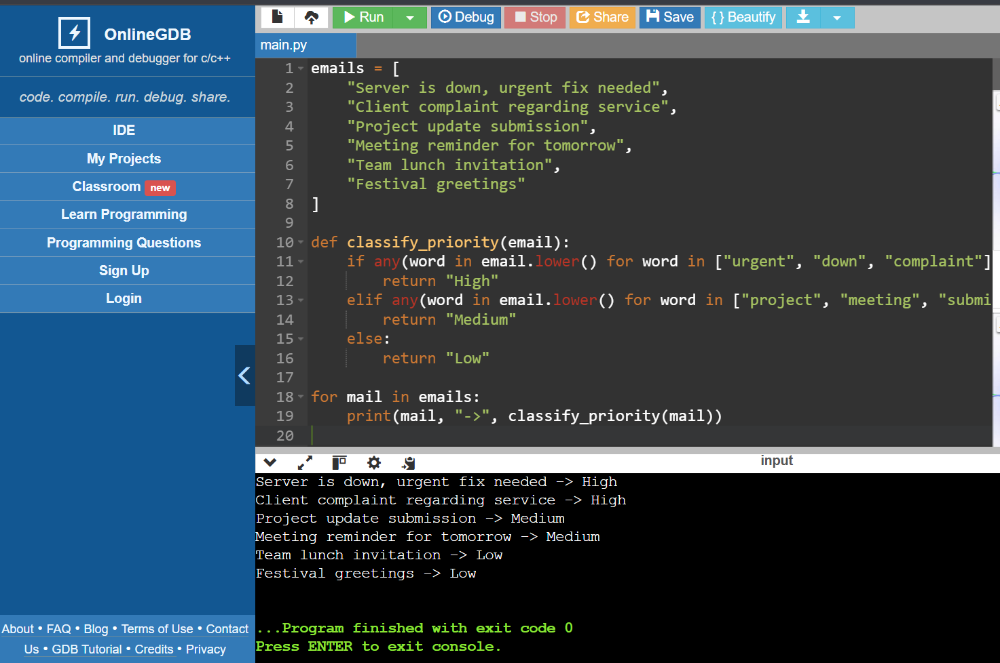 OnlineGDB
online compiler and debugger for c/c++
code. compile. run. debug. share.
IDE
My Projects
Classroom new
Learn Programming
Programming Questions
Sign Up
Login
About • FAQ • Blog • Terms of Use • Contact
Us • GDB Tutorial • Credits • Privacy
Run Debug Stop Share Save { } Beautify
main.py
1 emails = [
2     "Server is down, urgent fix needed",
3     "Client complaint regarding service",
4     "Project update submission",
5     "Meeting reminder for tomorrow",
6     "Team lunch invitation",
7     "Festival greetings"
8 ]
9
10 def classify_priority(email):
11     if any(word in email.lower() for word in ["urgent", "down", "complaint"]
12         return "High"
13     elif any(word in email.lower() for word in ["project", "meeting", "submi
14         return "Medium"
15     else:
16         return "Low"
17
18 for mail in emails:
19     print(mail, "->", classify_priority(mail))
20
input
Server is down, urgent fix needed -> High
Client complaint regarding service -> High
Project update submission -> Medium
Meeting reminder for tomorrow -> Medium
Team lunch invitation -> Low
Festival greetings -> Low
...Program finished with exit code 0
Press ENTER to exit console.